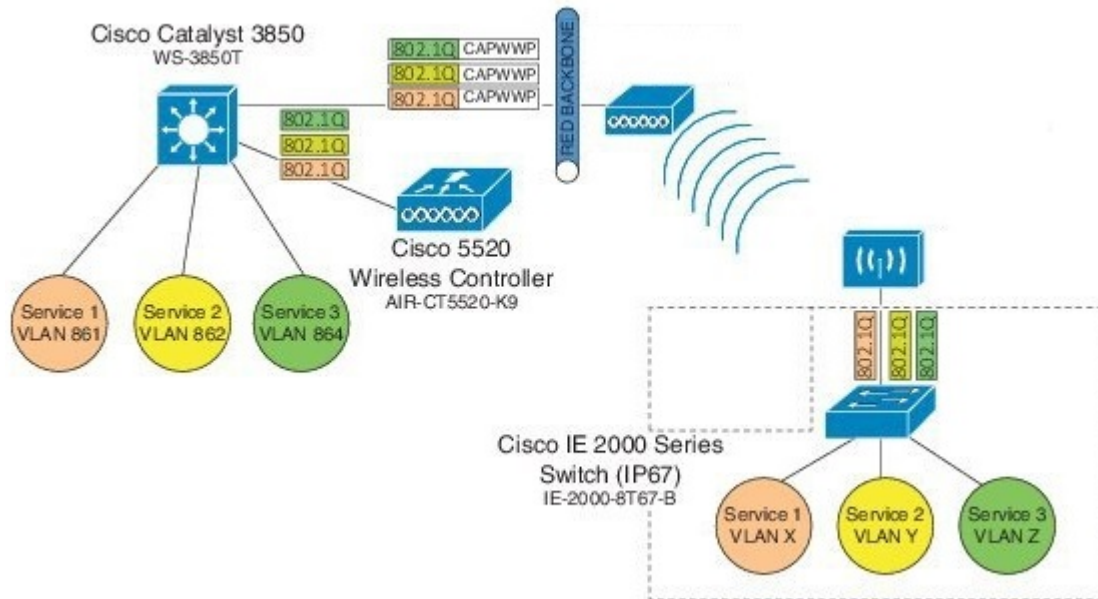 Cisco Catalyst 3850
WS-3850T
802.1Q CAPWWP
802.1Q CAPWWP
802.1Q CAPWWP
RED BACKBONE
802.1Q
802.1Q
802.1Q
Cisco 5520
Wireless Controller
AIR-CT5520-K9
Service 1
VLAN 861
Service 2
VLAN 862
Service 3
VLAN 864
802.1Q
802.1Q
802.1Q
Cisco IE 2000 Series
Switch (IP67)
IE-2000-8T67-B
Service 1
VLAN X
Service 2
VLAN Y
Service 3
VLAN Z